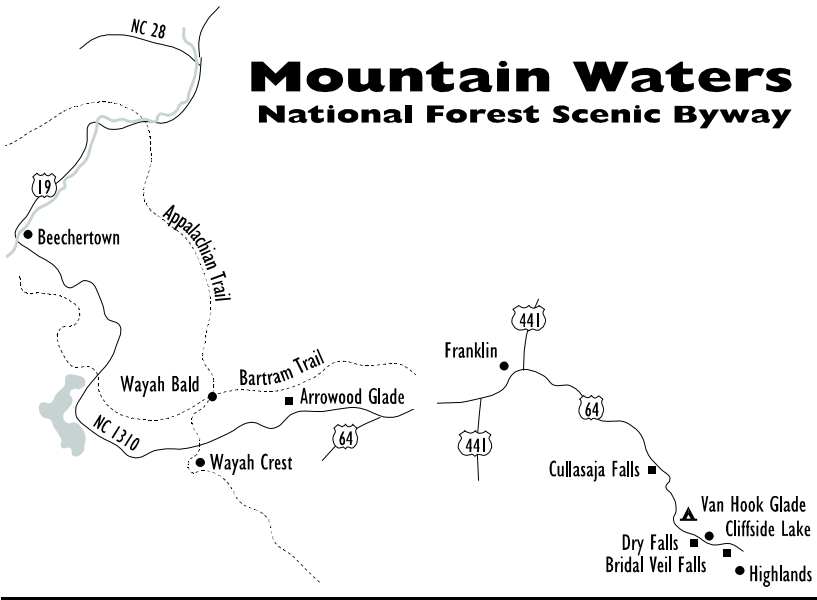 NC 28
Mountain Waters
National Forest Scenic Byway
19
Beechertown
Appalachian Trail
441
Franklin
Bartram Trail
Wayah Bald
Arrowood Glade
64
NC 1310
64
441
Wayah Crest
Cullasaja Falls
Van Hook Glade
Cliffside Lake
Dry Falls
Bridal Veil Falls
Highlands